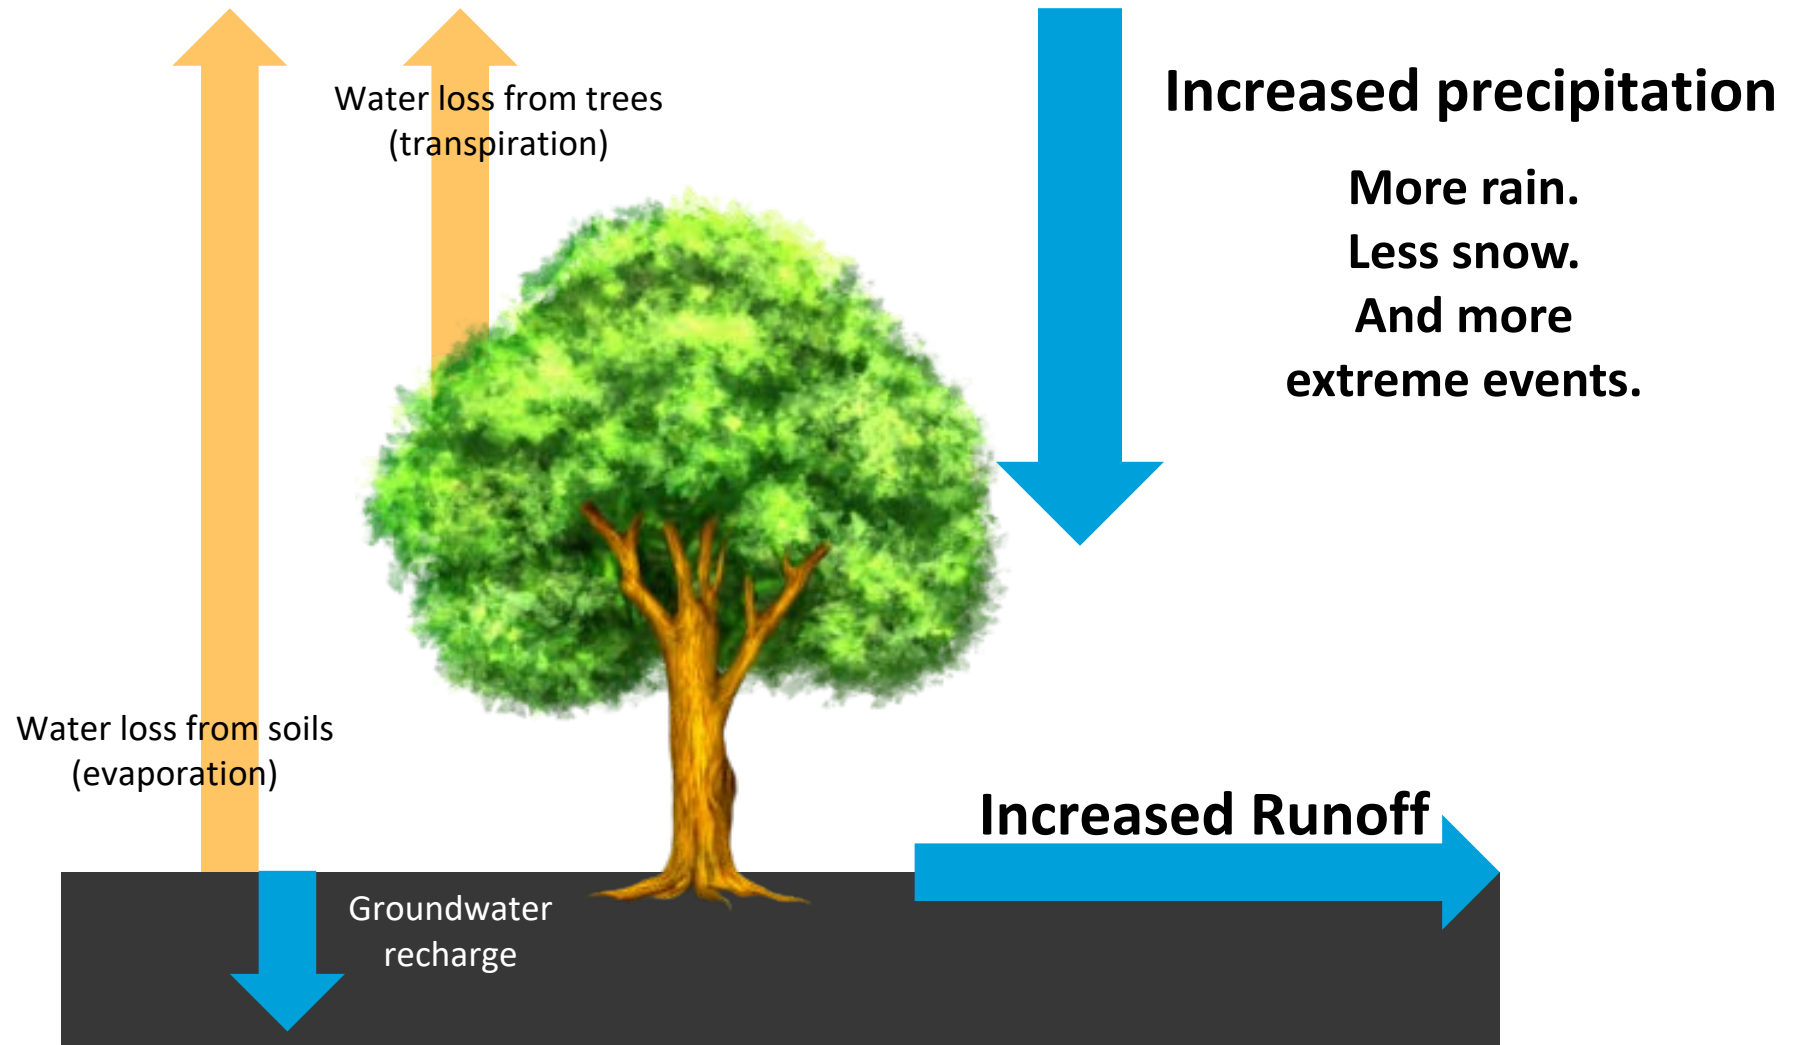 Water loss from trees
(transpiration)
Increased precipitation
More rain.
Less snow.
And more
extreme events.
Water loss from soils
(evaporation)
Increased Runoff
Groundwater
recharge